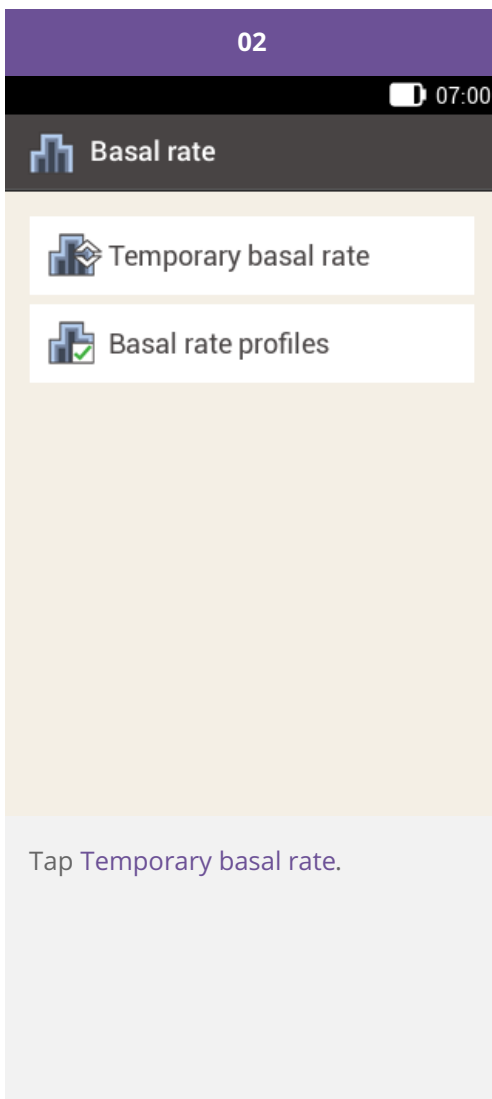 02
07:00
Basal rate
Temporary basal rate
Basal rate profiles
Tap Temporary basal rate.